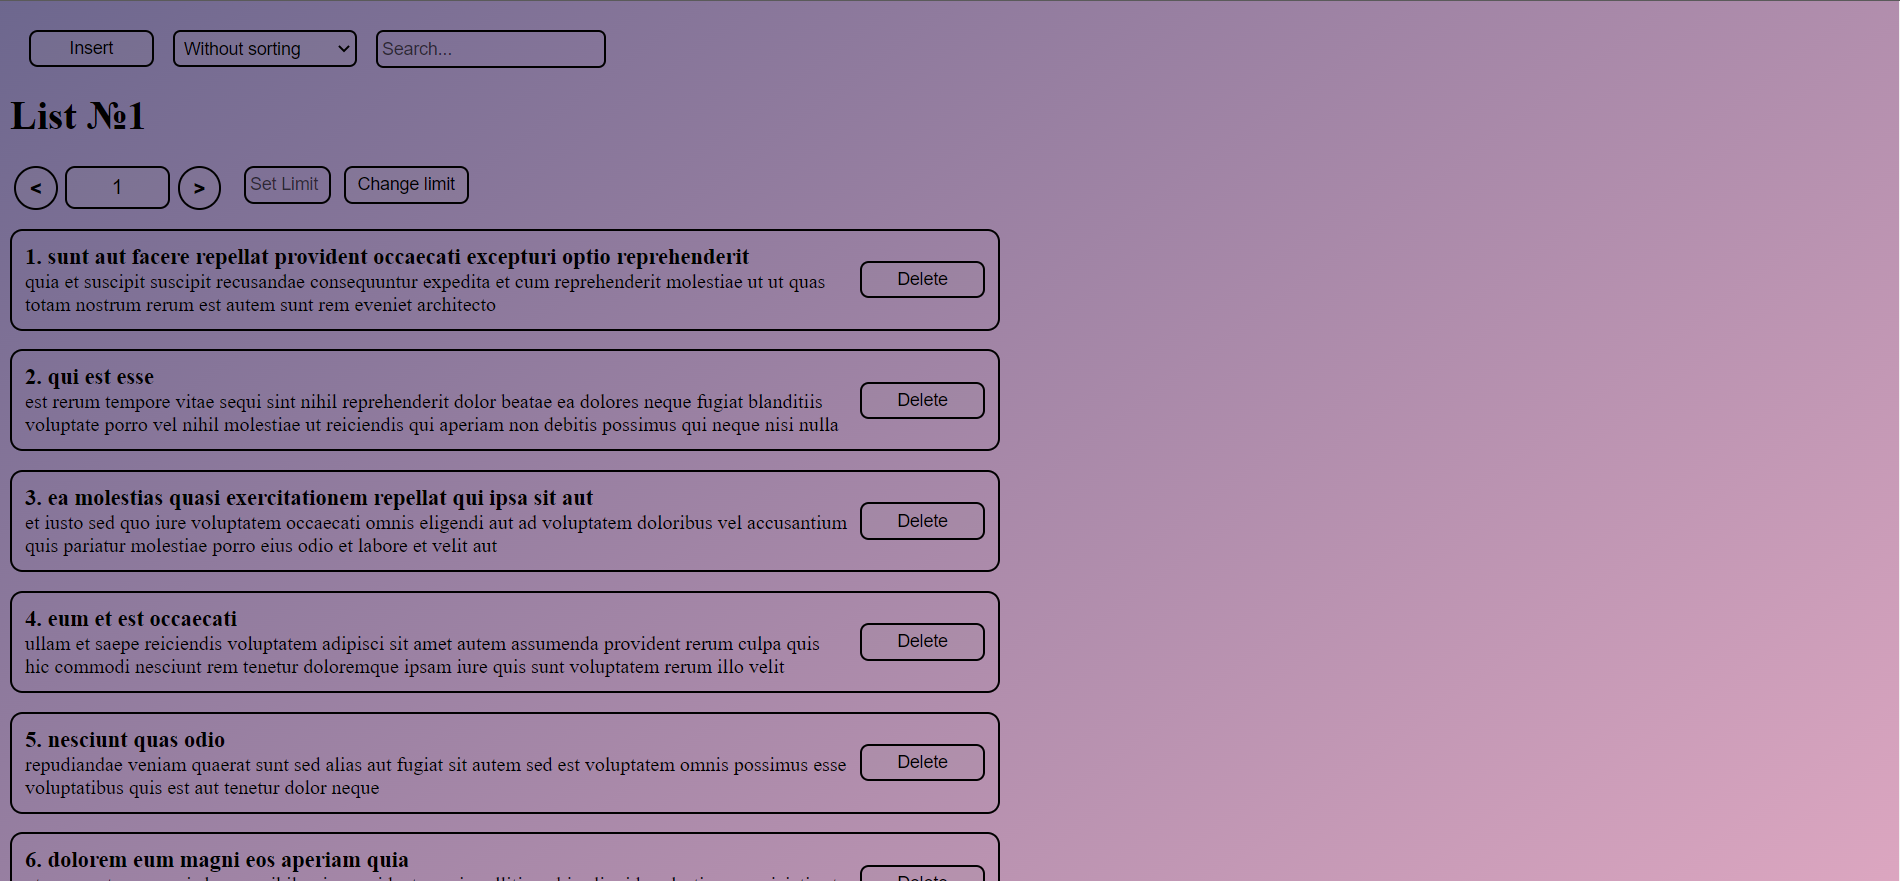 Insert Without sorting Search...
List №1
< 1 > Set Limit Change limit
1. sunt aut facere repellat provident occaecati excepturi optio reprehenderit
quia et suscipit suscipit recusandae consequuntur expedita et cum reprehenderit molestiae ut ut quas
totam nostrum rerum est autem sunt rem eveniet architecto
Delete
2. qui est esse
est rerum tempore vitae sequi sint nihil reprehenderit dolor beatae ea dolores neque fugiat blanditiis
voluptate porro vel nihil molestiae ut reiciendis qui aperiam non debitis possimus qui neque nisi nulla
Delete
3. ea molestias quasi exercitationem repellat qui ipsa sit aut
et iusto sed quo iure voluptatem occaecati omnis eligendi aut ad voluptatem doloribus vel accusantium
quis pariatur molestiae porro eius odio et labore et velit aut
Delete
4. eum et est occaecati
ullam et saepe reiciendis voluptatem adipisci sit amet autem assumenda provident rerum culpa quis
hic commodi nesciunt rem tenetur doloremque ipsam iure quis sunt voluptatem rerum illo velit
Delete
5. nesciunt quas odio
repudiandae veniam quaerat sunt sed alias aut fugiat sit autem sed est voluptatem omnis possimus esse
voluptatibus quis est aut tenetur dolor neque
Delete
6. dolorem eum magni eos aperiam quia
Delete